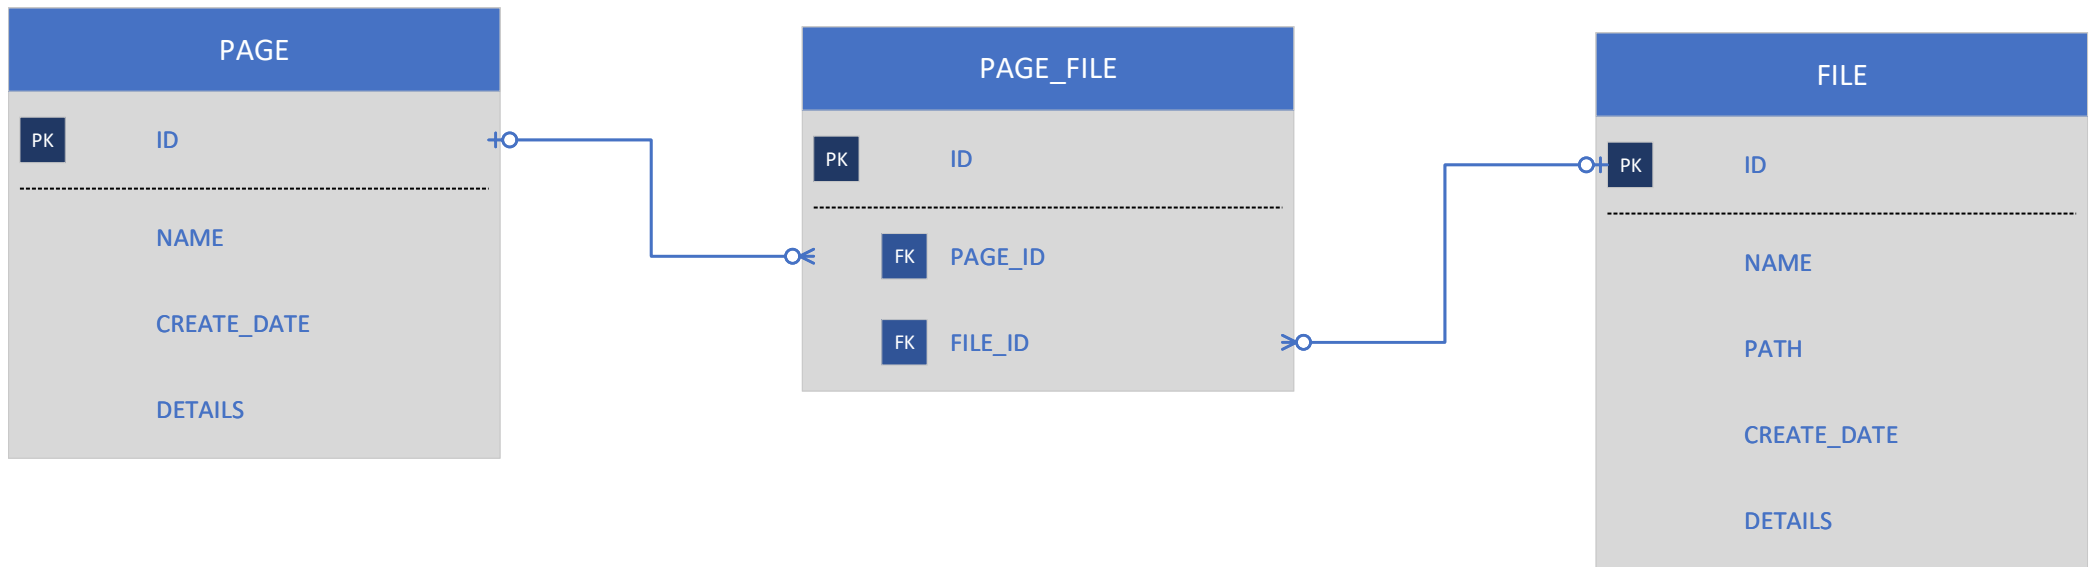 PAGE
PK ID
NAME
CREATE_DATE
DETAILS
PAGE_FILE
PK ID
FK PAGE_ID
FK FILE_ID
FILE
PK ID
NAME
PATH
CREATE_DATE
DETAILS